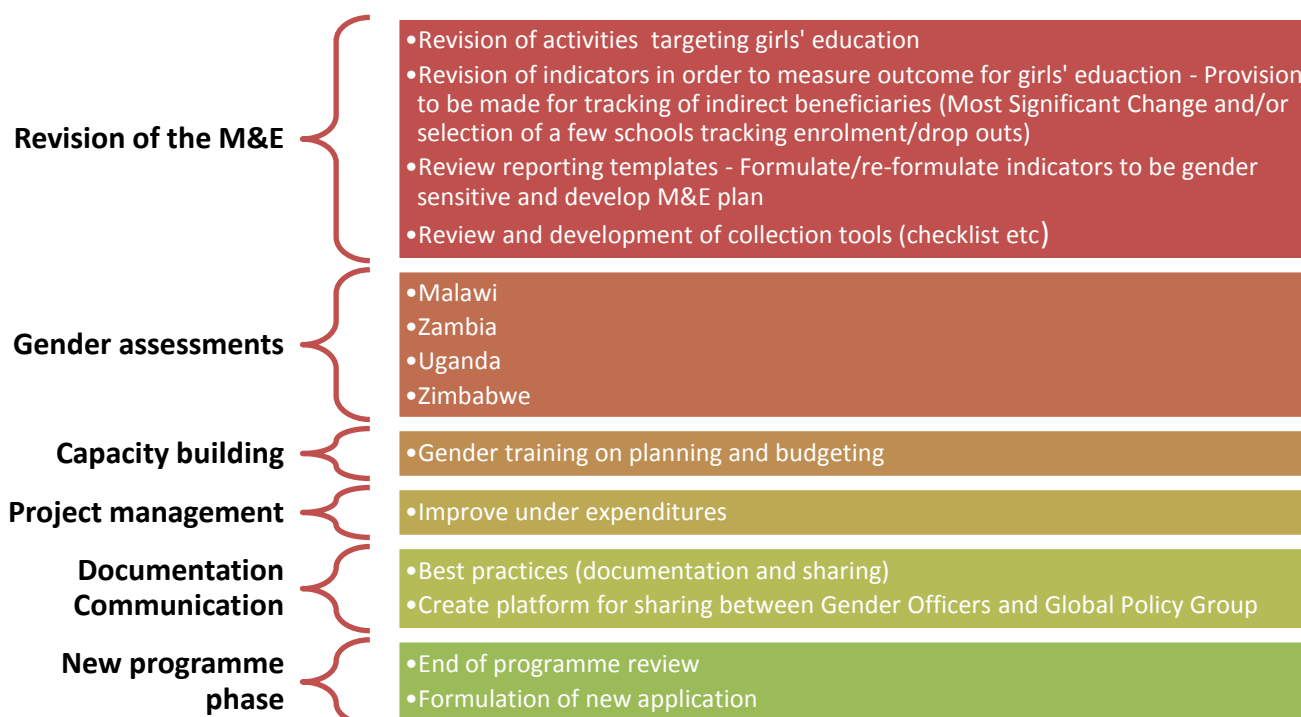 Revision of the M&E
•Revision of activities targeting girls' education
•Revision of indicators in order to measure outcome for girls' eduaction - Provision
to be made for tracking of indirect beneficiaries (Most Significant Change and/or
selection of a few schools tracking enrolment/drop outs)
•Review reporting templates - Formulate/re-formulate indicators to be gender
sensitive and develop M&E plan
•Review and development of collection tools (checklist etc)
Gender assessments
•Malawi
•Zambia
•Uganda
•Zimbabwe
Capacity building
•Gender training on planning and budgeting
Project management
•Improve under expenditures
Documentation
Communication
•Best practices (documentation and sharing)
•Create platform for sharing between Gender Officers and Global Policy Group
New programme
phase
•End of programme review
•Formulation of new application